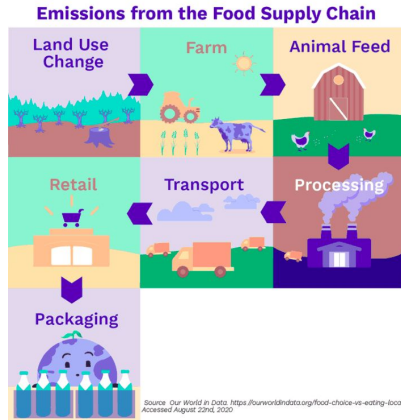 Emissions from the Food Supply Chain
Land Use
Change
Farm
Animal Feed
Processing
Transport
Retail
Packaging
Source Our World in Data. https://ourworldindata.org/food-choice-vs-eating-loca
Accessed August 22nd, 2020